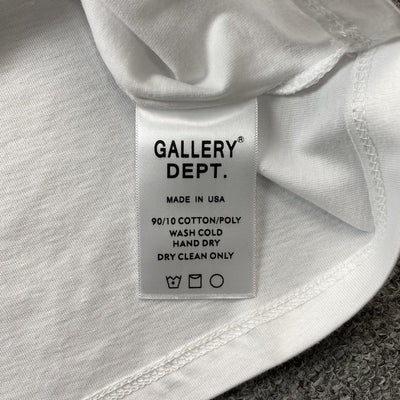 GALLERY®
DEPT.
MADE IN USA
90/10 COTTON/POLY
WASH COLD
HAND DRY
DRY CLEAN ONLY